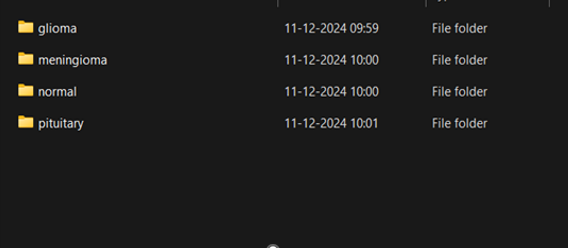 glioma 11-12-2024 09:59 File folder
meningioma 11-12-2024 10:00 File folder
normal 11-12-2024 10:00 File folder
pituitary 11-12-2024 10:01 File folder